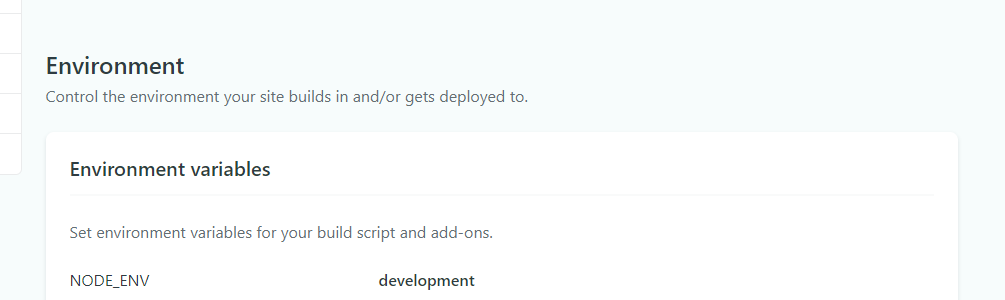 Environment
Control the environment your site builds in and/or gets deployed to.
Environment variables
Set environment variables for your build script and add-ons.
NODE_ENV development